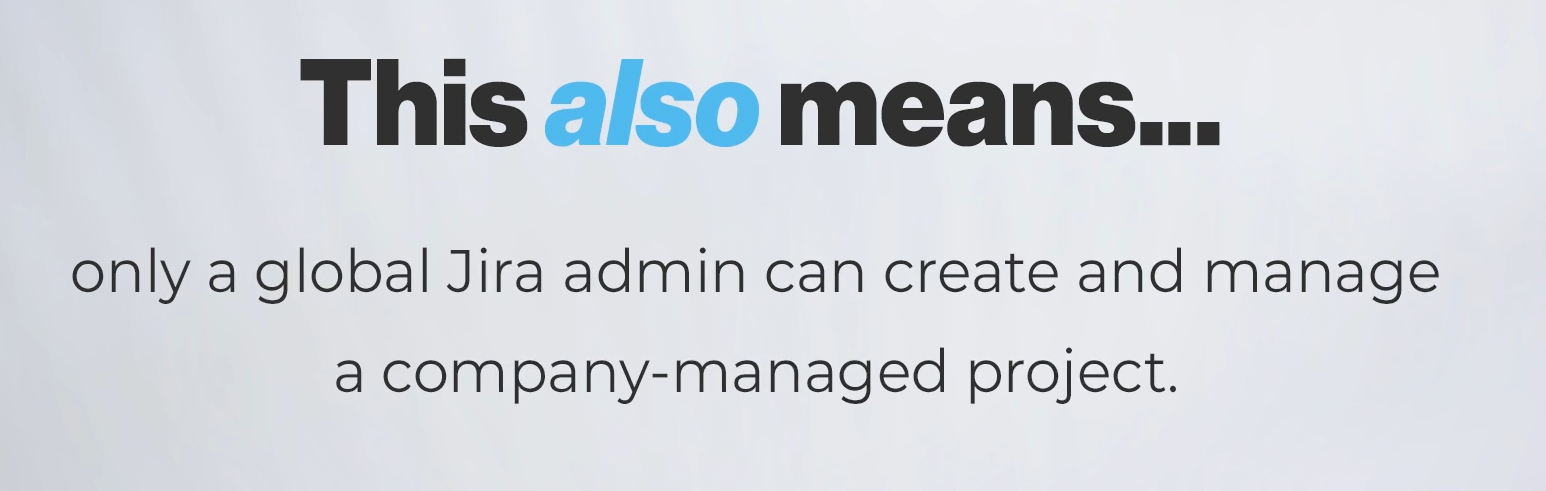 This also means...
only a global Jira admin can create and manage
a company-managed project.